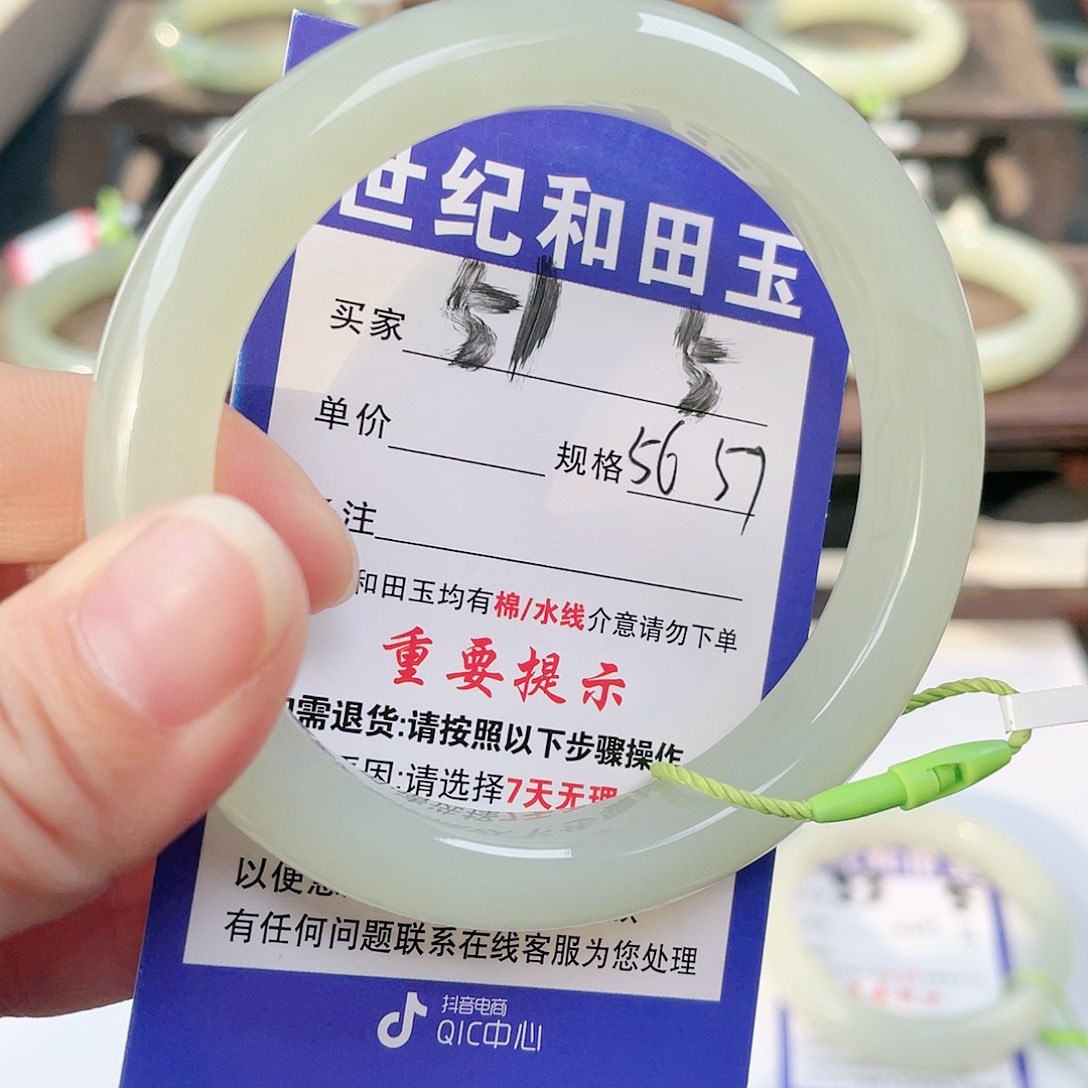 世纪和田玉
买家
单价
规格 56 57
注
和田玉均有棉/水线介意请勿下单
重要提示
需退货:请按照以下步骤操作
因:请选择7天无理
以便
有任何问题联系在线客服为您处理
抖音电商
QIC中心